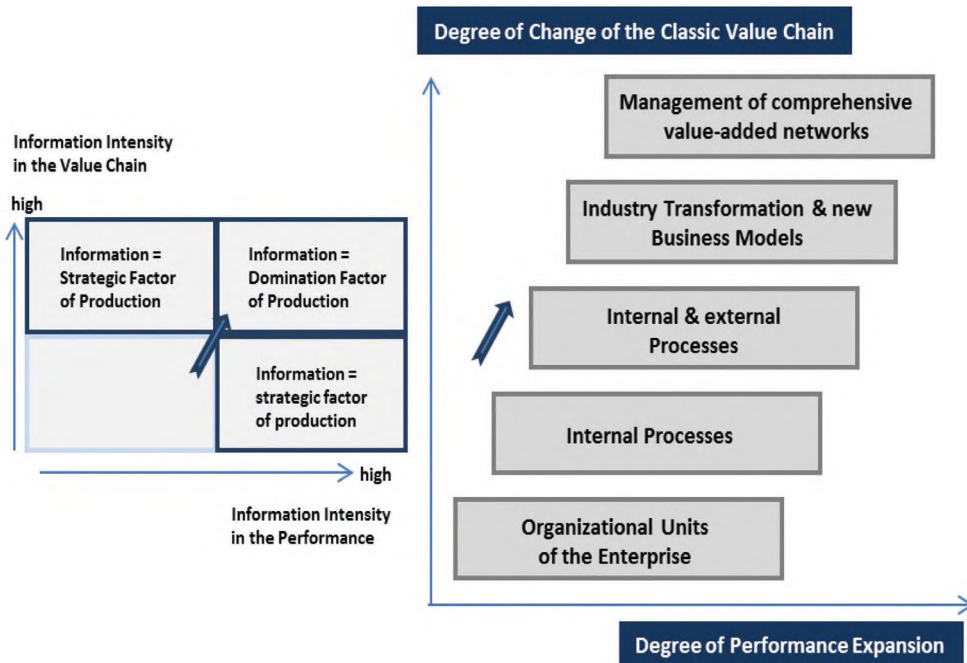 Degree of Change of the Classic Value Chain
Management of comprehensive
value-added networks
Information Intensity
in the Value Chain
high
Industry Transformation & new
Business Models
Information =
Strategic Factor
of Production
Information =
Domination Factor
of Production
Internal & external
Processes
Information =
strategic factor
of production
Internal Processes
high
Information Intensity
in the Performance
Organizational Units
of the Enterprise
Degree of Performance Expansion